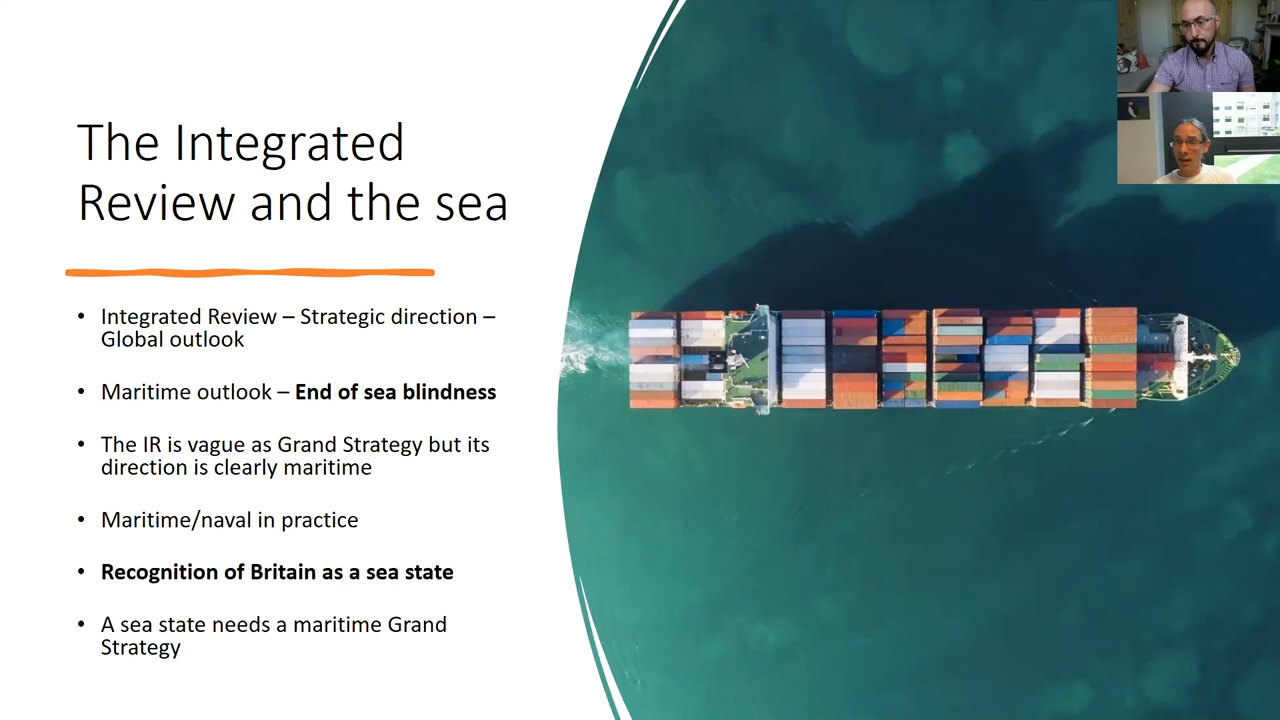 The Integrated
Review and the sea
• Integrated Review – Strategic direction –
Global outlook
• Maritime outlook – End of sea blindness
• The IR is vague as Grand Strategy but its
direction is clearly maritime
• Maritime/naval in practice
• Recognition of Britain as a sea state
• A sea state needs a maritime Grand
Strategy